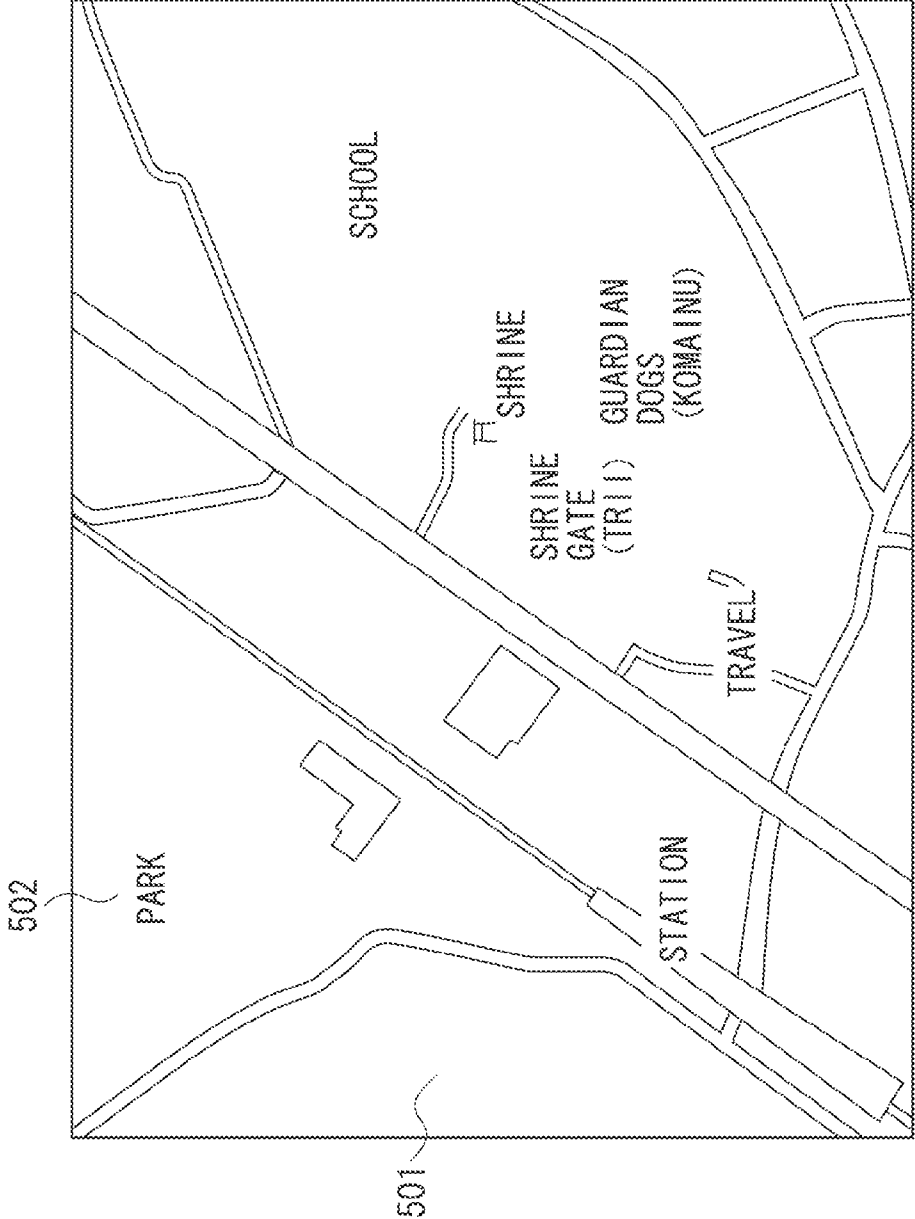 502
PARK
SCHOOL
501
SHRINE
SHRINE
GATE
(TRII)
GUARDIAN
DOGS
(KOMAINU)
STATION
TRAVEL